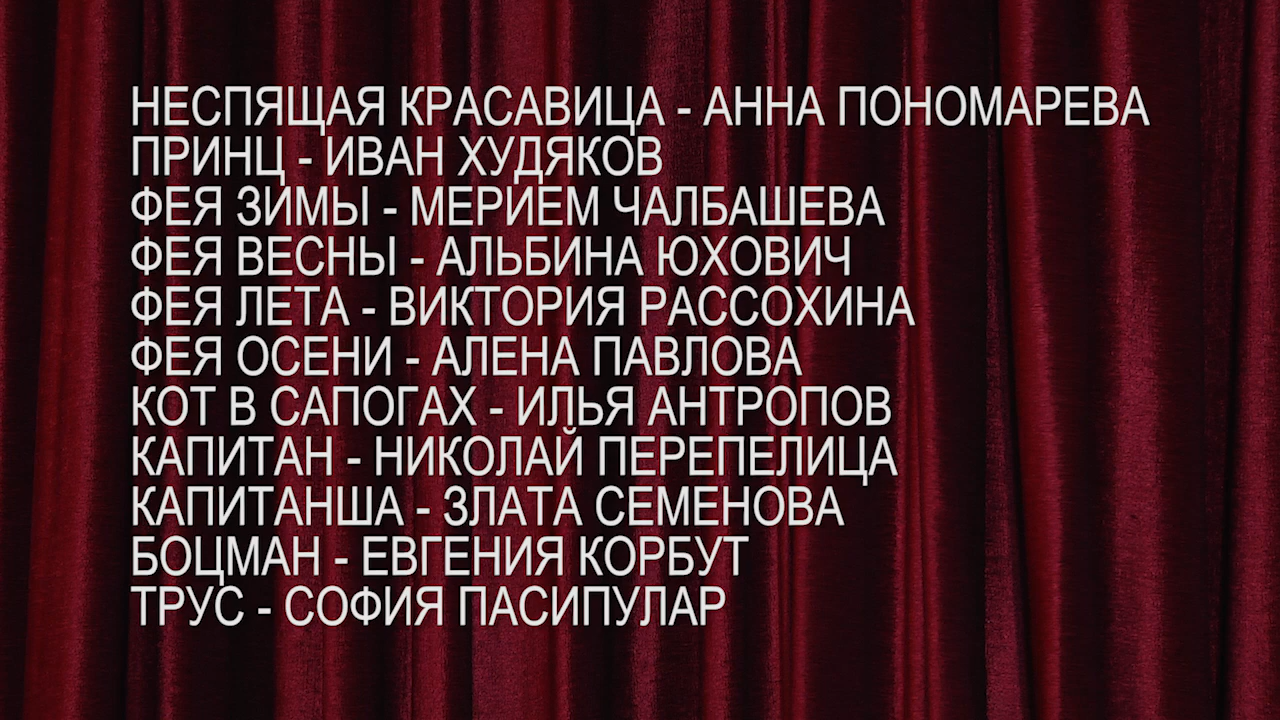 НЕСПЯЩАЯ КРАСАВИЦА - АННА ПОНОМАРЕВА
ПРИНЦ - ИВАН ХУДЯКОВ
ФЕЯ ЗИМЫ - МЕРИЕМ ЧАЛБАШЕВА
ФЕЯ ВЕСНЫ - АЛЬБИНА ЮХОВИЧ
ФЕЯ ЛЕТА - ВИКТОРИЯ РАССОХИНА
ФЕЯ ОСЕНИ - АЛЕНА ПАВЛОВА
КОТ В САПОГАХ - ИЛЬЯ АНТРОПОВ
КАПИТАН - НИКОЛАЙ ПЕРЕПЕЛИЦА
КАПИТАНША - ЗЛАТА СЕМЕНОВА
БОЦМАН - ЕВГЕНИЯ КОРБУТ
ТРУС - СОФИЯ ПАСИПУЛАР